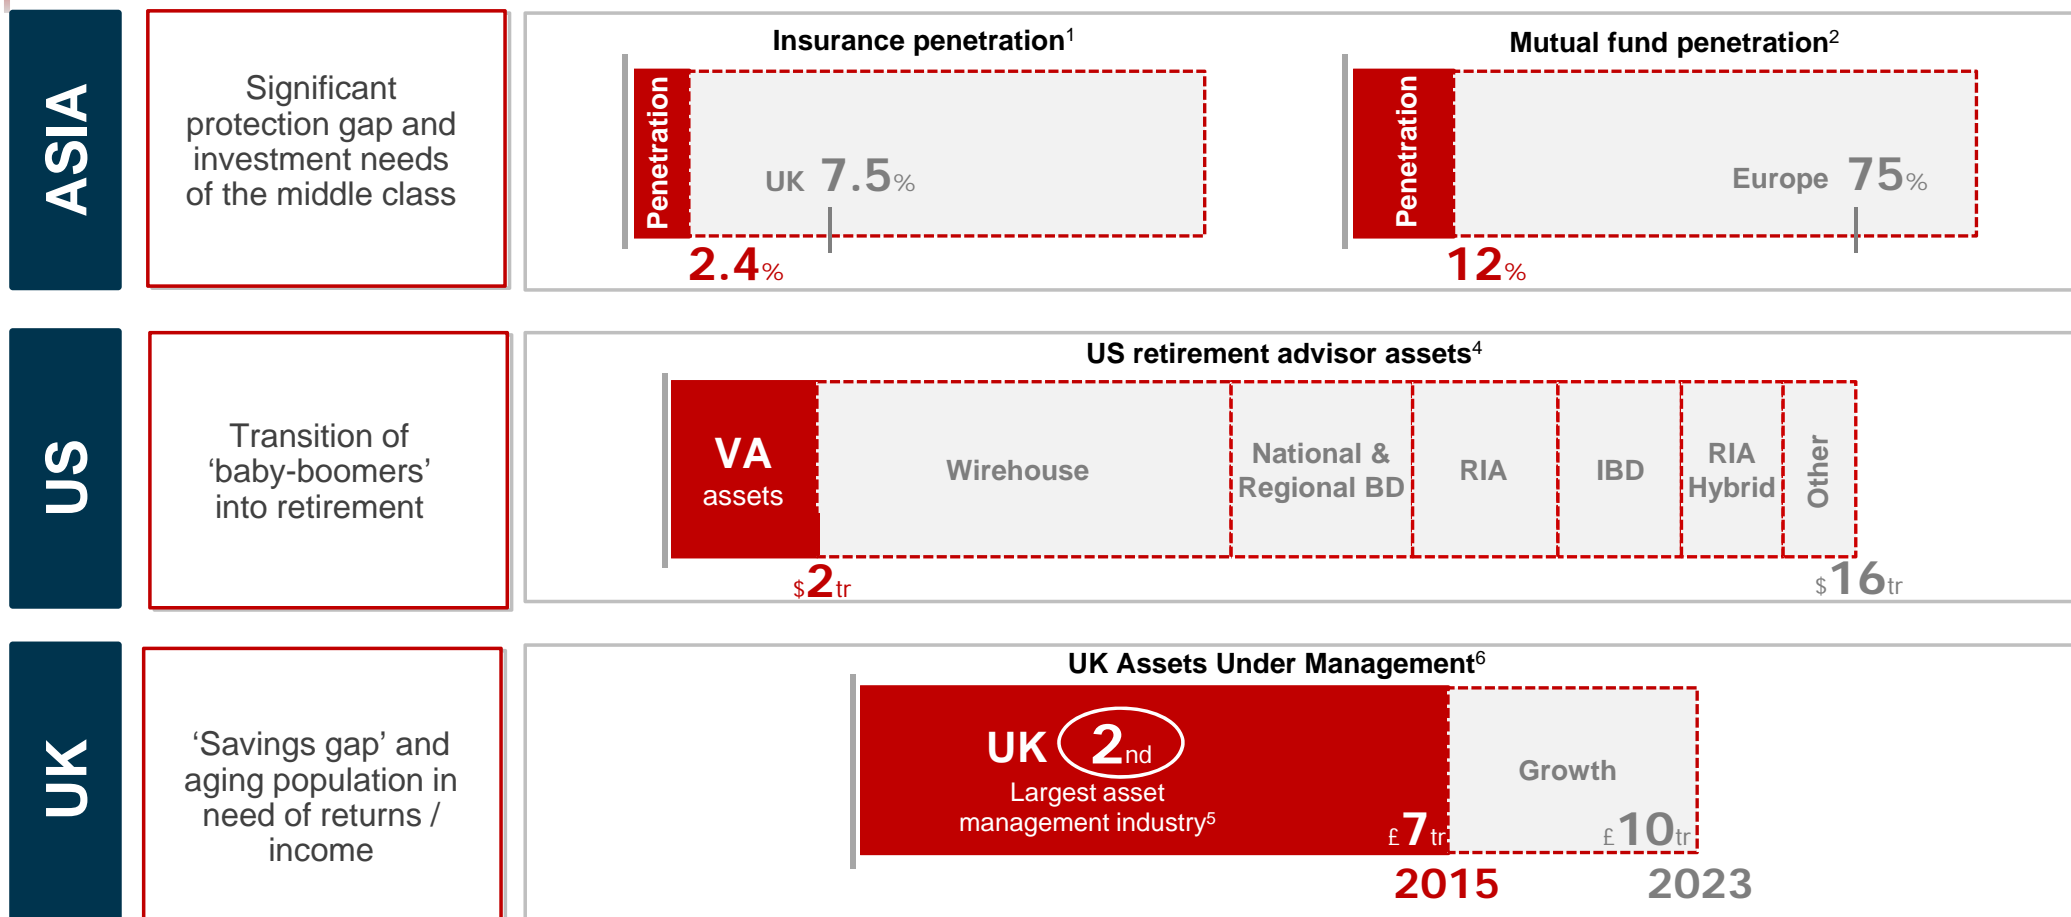 ASIA
Significant
protection gap and
investment needs
of the middle class
Insurance penetration¹
Penetration
UK 7.5%
2.4%
Mutual fund penetration²
Penetration
Europe 75%
12%
US
Transition of
‘baby-boomers’
into retirement
US retirement advisor assets⁴
VA
assets
Wirehouse
National &
Regional BD
RIA
IBD
RIA
Hybrid
Other
$2tr
$16tr
UK
‘Savings gap’ and
aging population in
need of returns /
income
UK Assets Under Management⁶
UK 2nd
Largest asset
management industry⁵
£7tr
Growth
£10tr
2015
2023